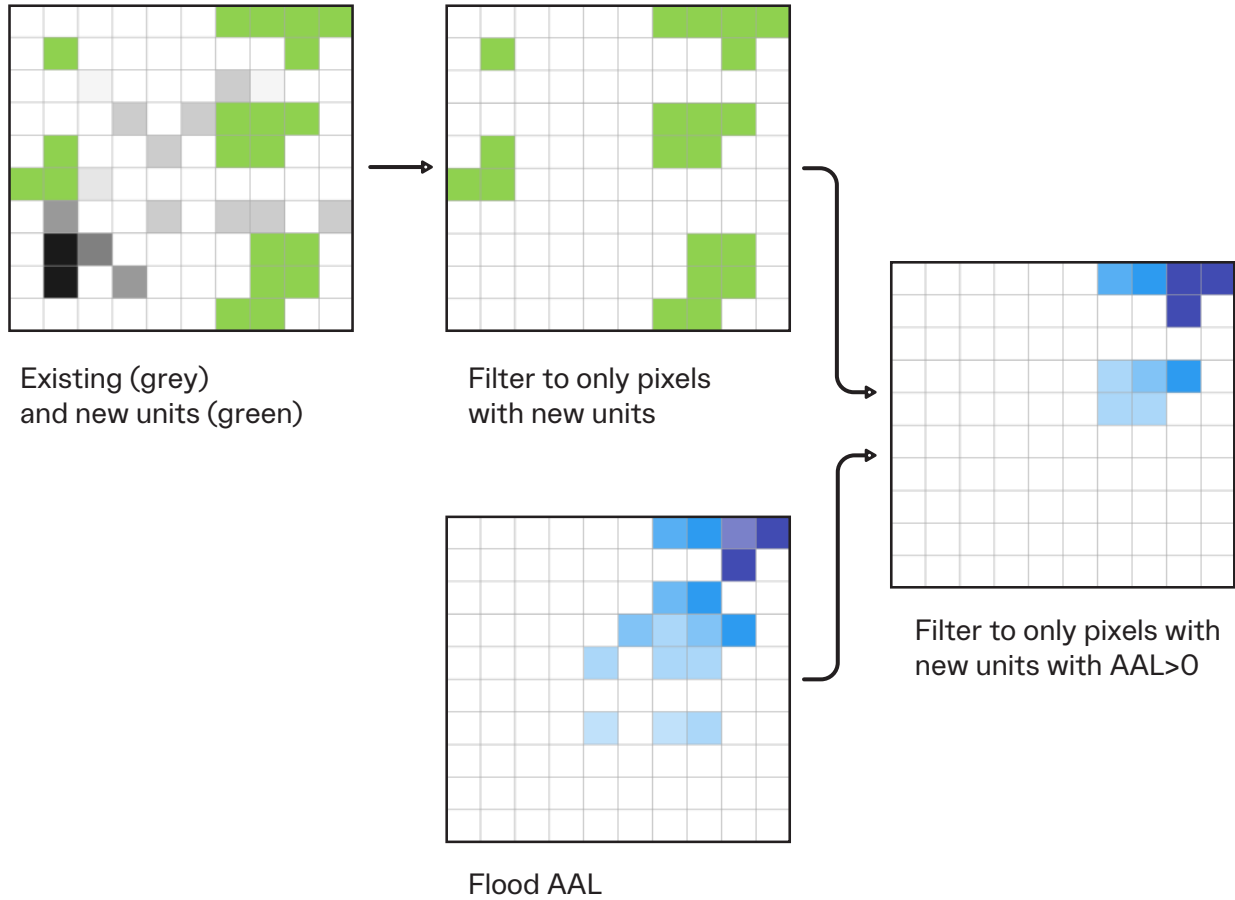 Existing (grey)
and new units (green)
Filter to only pixels
with new units
Flood AAL
Filter to only pixels with
new units with AAL>0